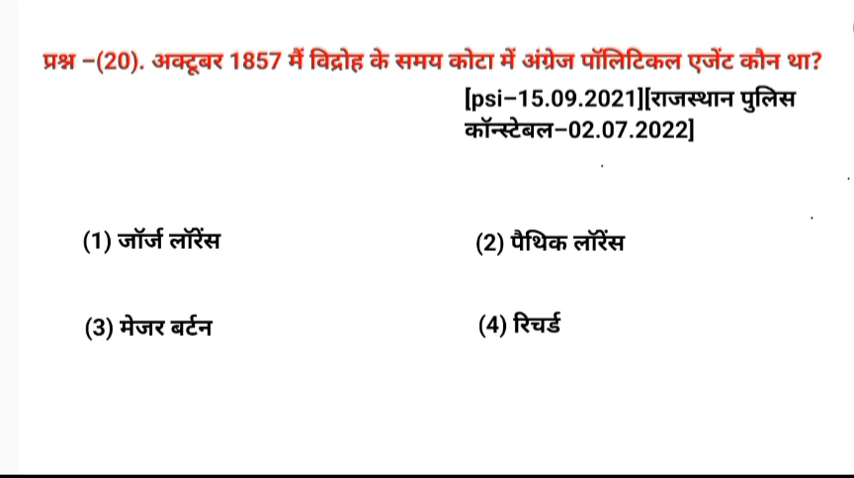 प्रश्न –(20). अक्टूबर 1857 मैं विद्रोह के समय कोटा में अंग्रेज पॉलिटिकल एजेंट कौन था?
[psi–15.09.2021][राजस्थान पुलिस
कॉन्स्टेबल–02.07.2022]
(1) जॉर्ज लॉरेंस (2) पैथिक लॉरेंस
(3) मेजर बर्टन (4) रिचर्ड